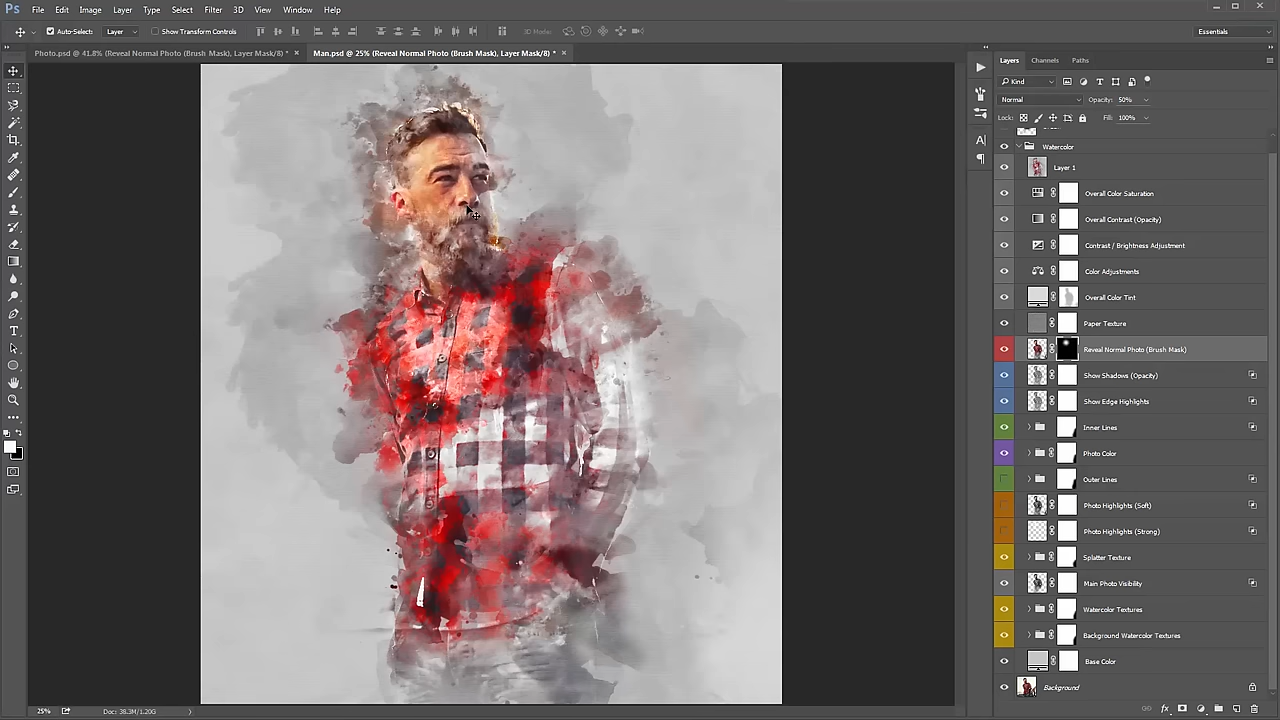 Ps File Edit Image Layer Type Select Filter 3D View Window Help
Auto-Select: Layer Show Transform Controls 3D Mode: Essentials
Photo.psd @ 41.8% (Reveal Normal Photo (Brush Mask), Layer Mask/8) * × Man.psd @ 25% (Reveal Normal Photo (Brush Mask), Layer Mask/8) * ×
Layers Channels Paths
Kind
Normal Opacity: 50%
Lock: Fill: 100%
Watercolor
Layer 1
Overall Color Saturation
Overall Contrast (Opacity)
Contrast / Brightness Adjustment
Color Adjustments
Overall Color Tint
Paper Texture
Reveal Normal Photo (Brush Mask)
Show Shadows (Opacity)
Show Edge Highlights
Inner Lines
Photo Color
Outer Lines
Photo Highlights (Soft)
Photo Highlights (Strong)
Splatter Texture
Main Photo Visibility
Watercolor Textures
Background Watercolor Textures
Base Color
Background
25% Doc: 38.3M/1.20G
fx